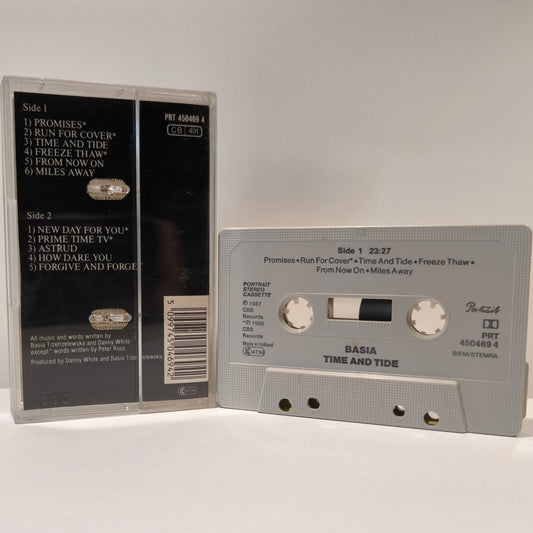 Side 1
1) PROMISES*
2) RUN FOR COVER*
3) TIME AND TIDE
4) FREEZE THAW*
5) FROM NOW ON
6) MILES AWAY
Side 2
1) NEW DAY FOR YOU*
2) PRIME TIME TV*
3) ASTRUD
4) HOW DARE YOU
5) FORGIVE AND FORGET
All music and words written by
Basia Trzetrzelewska and Danny White
except* words written by Peter Ross.
Produced by Danny White and Basia Trzetrzelewska
PRT 450469 4
CB 491
Side 1 23:27
Promises • Run For Cover* • Time And Tide • Freeze Thaw •
From Now On • Miles Away
PORTRAIT
STEREO
CASSETTE
℗ 1987
CBS
Records
℗ 1986
CBS
Records
Made in Holland
4734
BASIA
TIME AND TIDE
Portrait
PRT
450469 4
BIEM/STEMRA